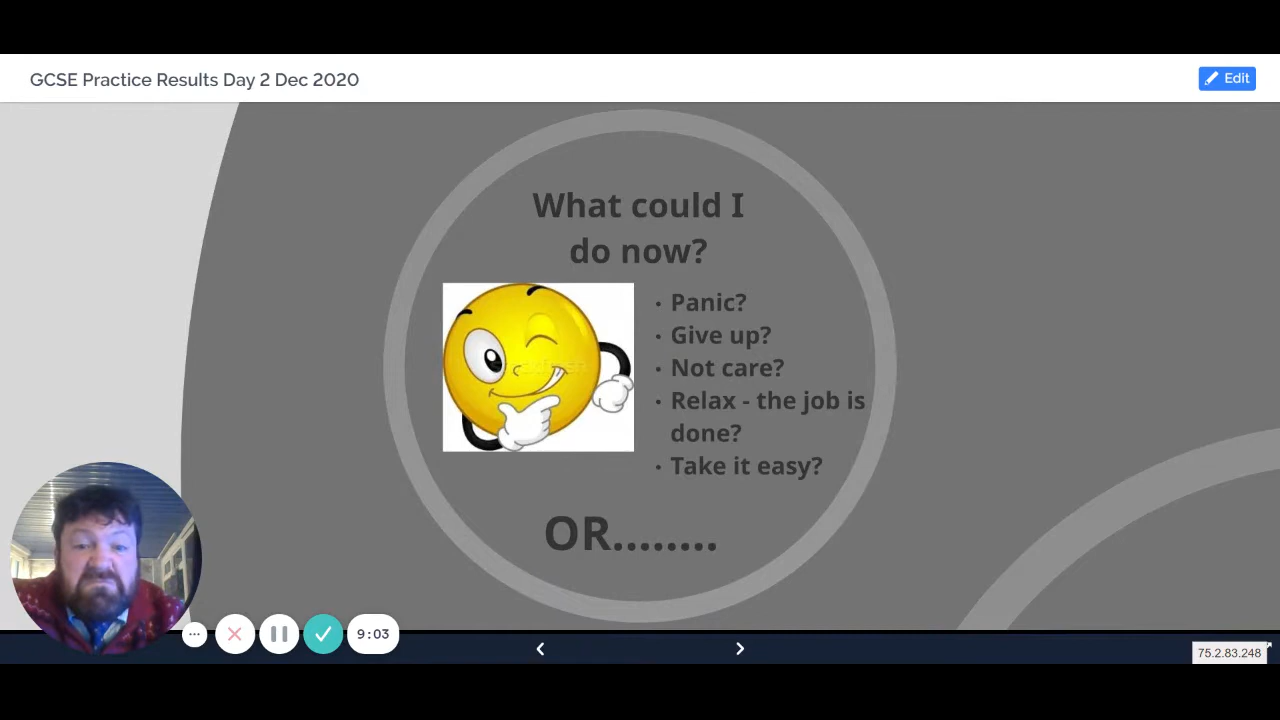 GCSE Practice Results Day 2 Dec 2020
Edit
What could I
do now?
• Panic?
• Give up?
• Not care?
• Relax - the job is
done?
• Take it easy?
OR........
9:03
75.2.83.248